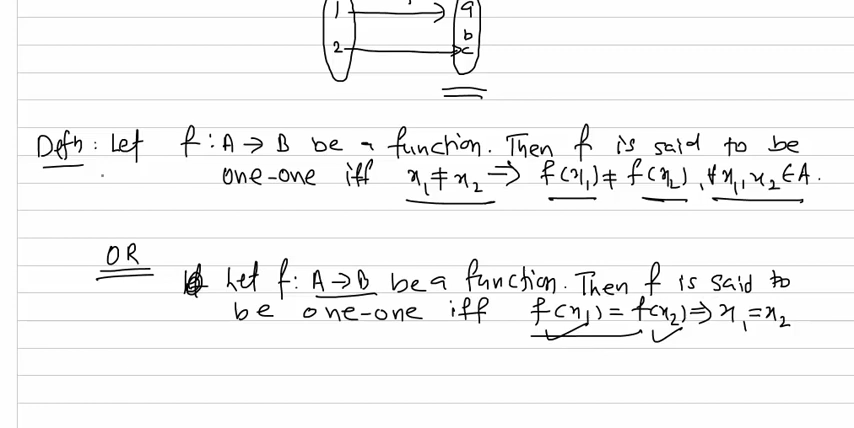 1 a
b
2 c
Defn: Let f: A → B be a function. Then f is said to be
one-one iff x₁ ≠ x₂ ⇒ f(x₁) ≠ f(x₂), ∀ x₁, x₂ ∈ A.
OR
Let f: A → B be a function. Then f is said to
be one-one iff f(x₁) = f(x₂) ⇒ x₁ = x₂